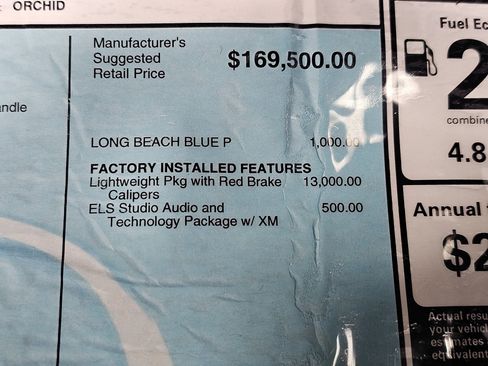 ORCHID
Manufacturer's
Suggested
Retail Price
$169,500.00
LONG BEACH BLUE P 1,000.00
FACTORY INSTALLED FEATURES
Lightweight Pkg with Red Brake 13,000.00
Calipers
ELS Studio Audio and 500.00
Technology Package w/ XM
andle
Fuel Ec
2
combine
4.8
Annual
$2
Actual resu
your vehicl
estimates a
equivalent